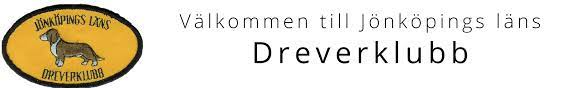 JÖNKÖPINGS LÄNS
DREVERKLUBB
Välkommen till Jönköpings läns
Dreverklubb